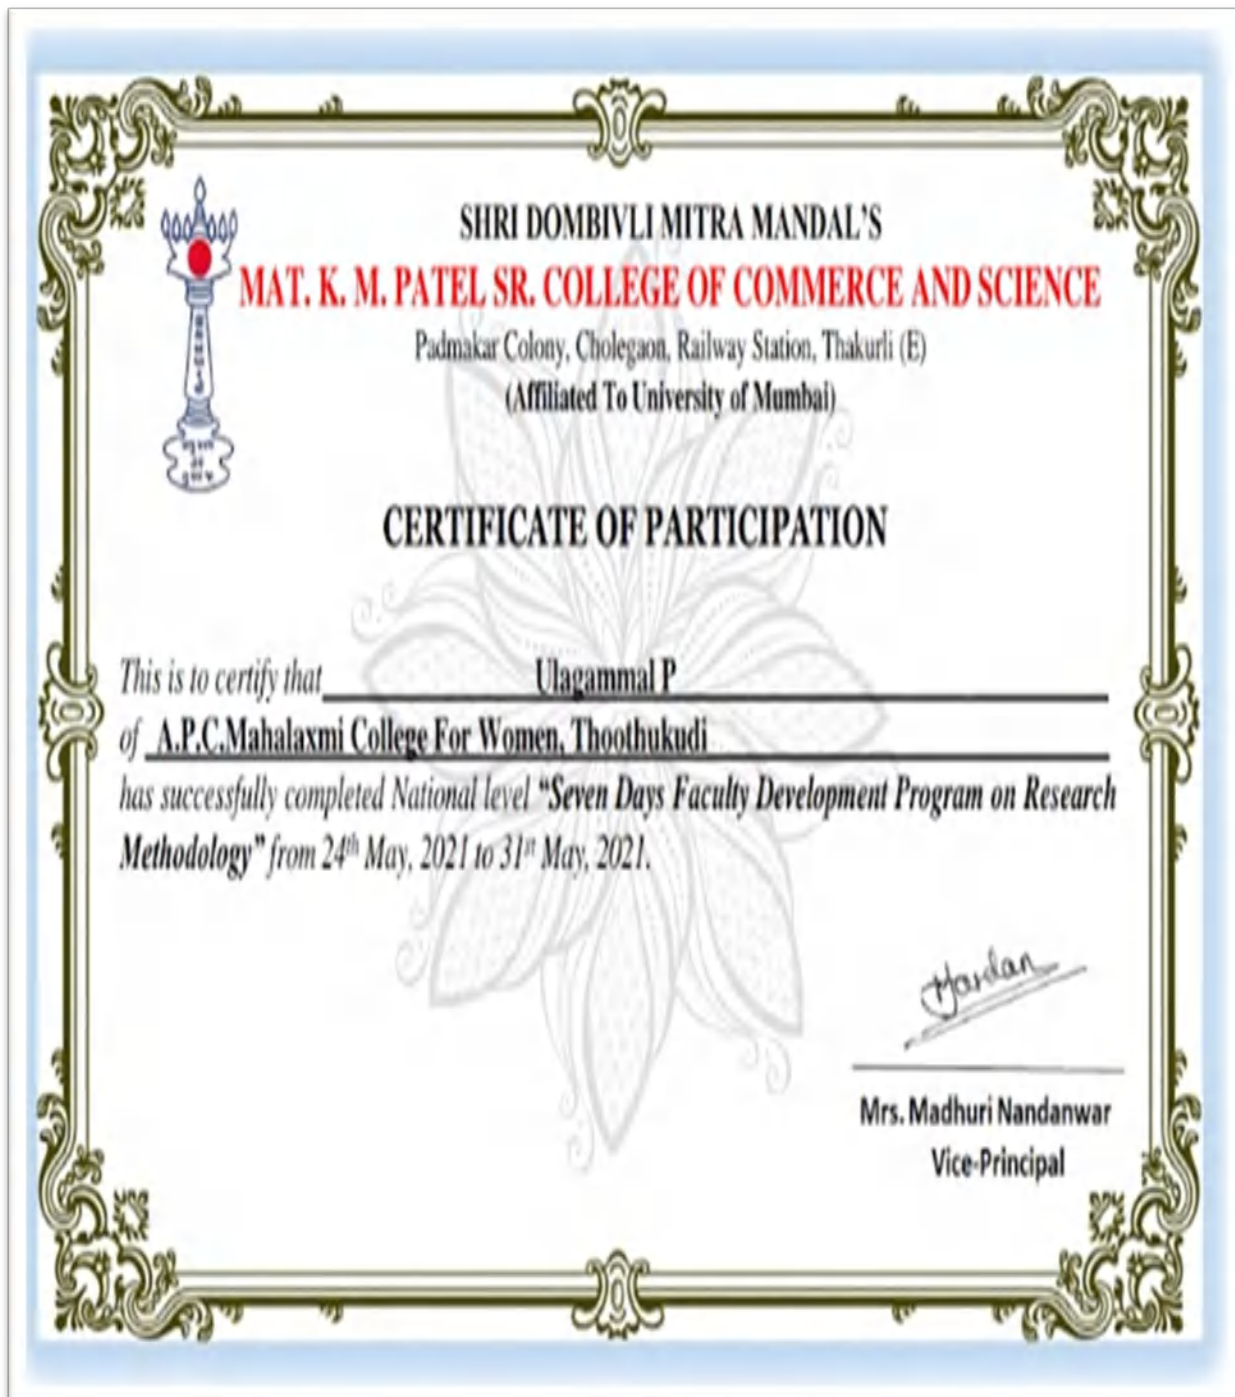 SHRI DOMBIVLI MITRA MANDAL'S
MAT. K. M. PATEL SR. COLLEGE OF COMMERCE AND SCIENCE
Padmakar Colony, Cholegaon, Railway Station, Thakurli (E)
(Affiliated To University of Mumbai)
CERTIFICATE OF PARTICIPATION
This is to certify that Ulagammal P
of A.P.C.Mahalaxmi College For Women, Thoothukudi
has successfully completed National level “Seven Days Faculty Development Program on Research
Methodology” from 24th May, 2021 to 31st May, 2021.
Mrs. Madhuri Nandanwar
Vice-Principal